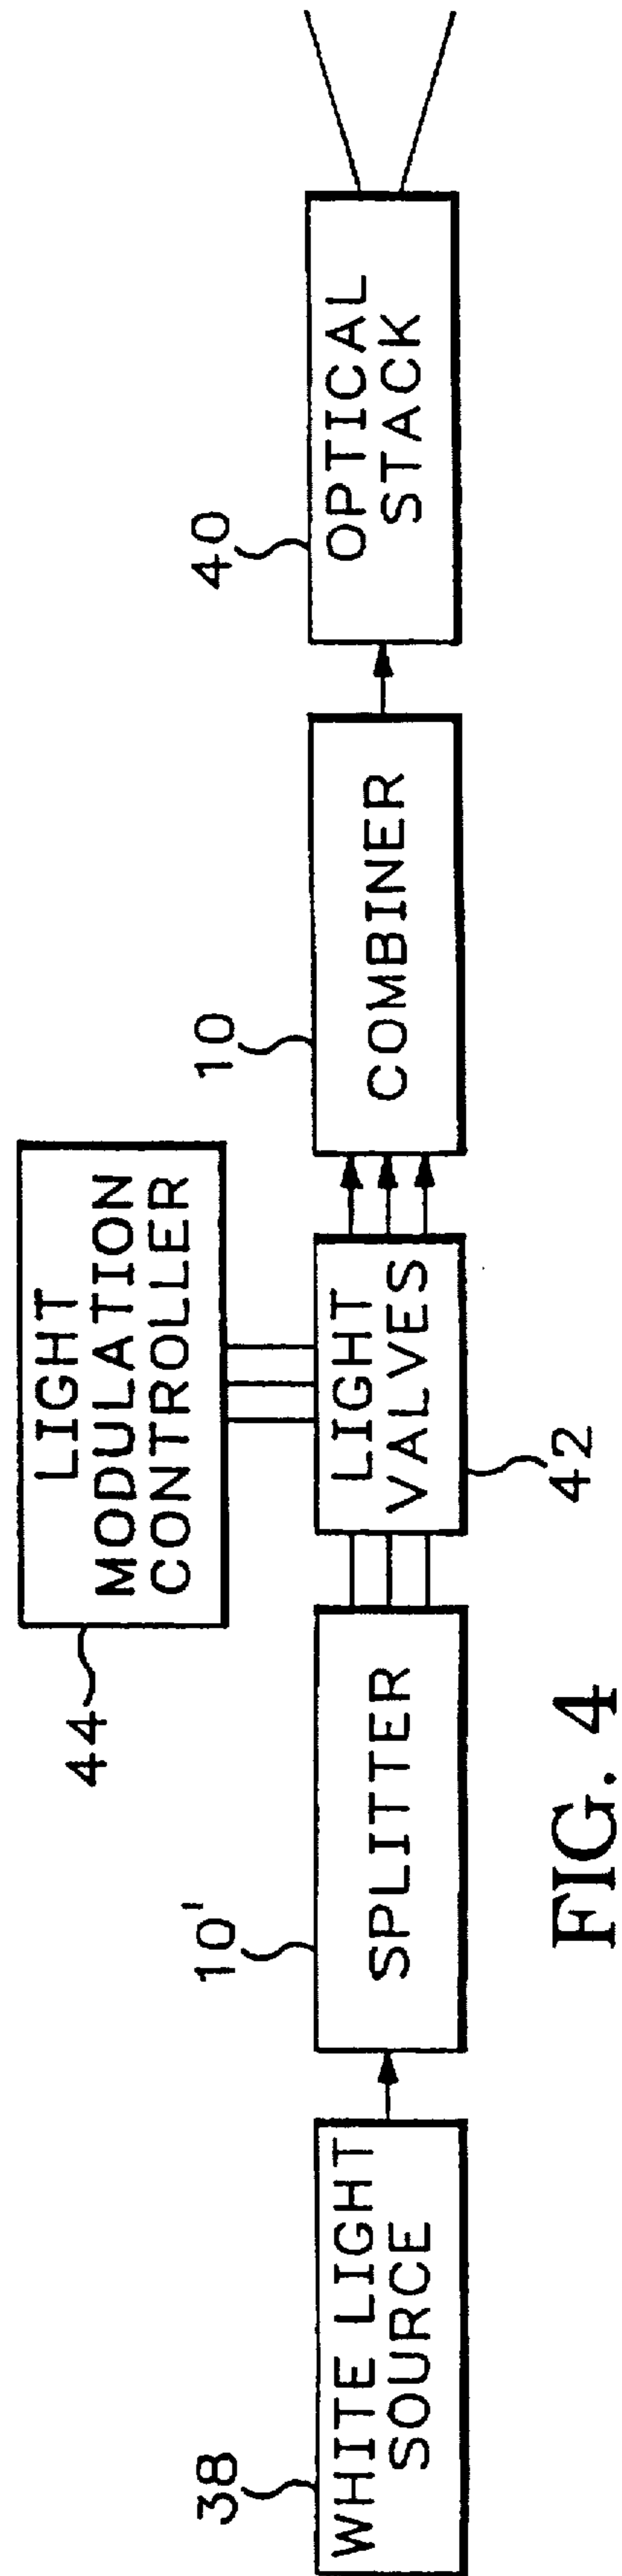 44
LIGHT
MODULATION
CONTROLLER
38
10'
10
40
WHITE LIGHT
SOURCE
SPLITTER
LIGHT
VALVES
COMBINER
OPTICAL
STACK
42
FIG. 4